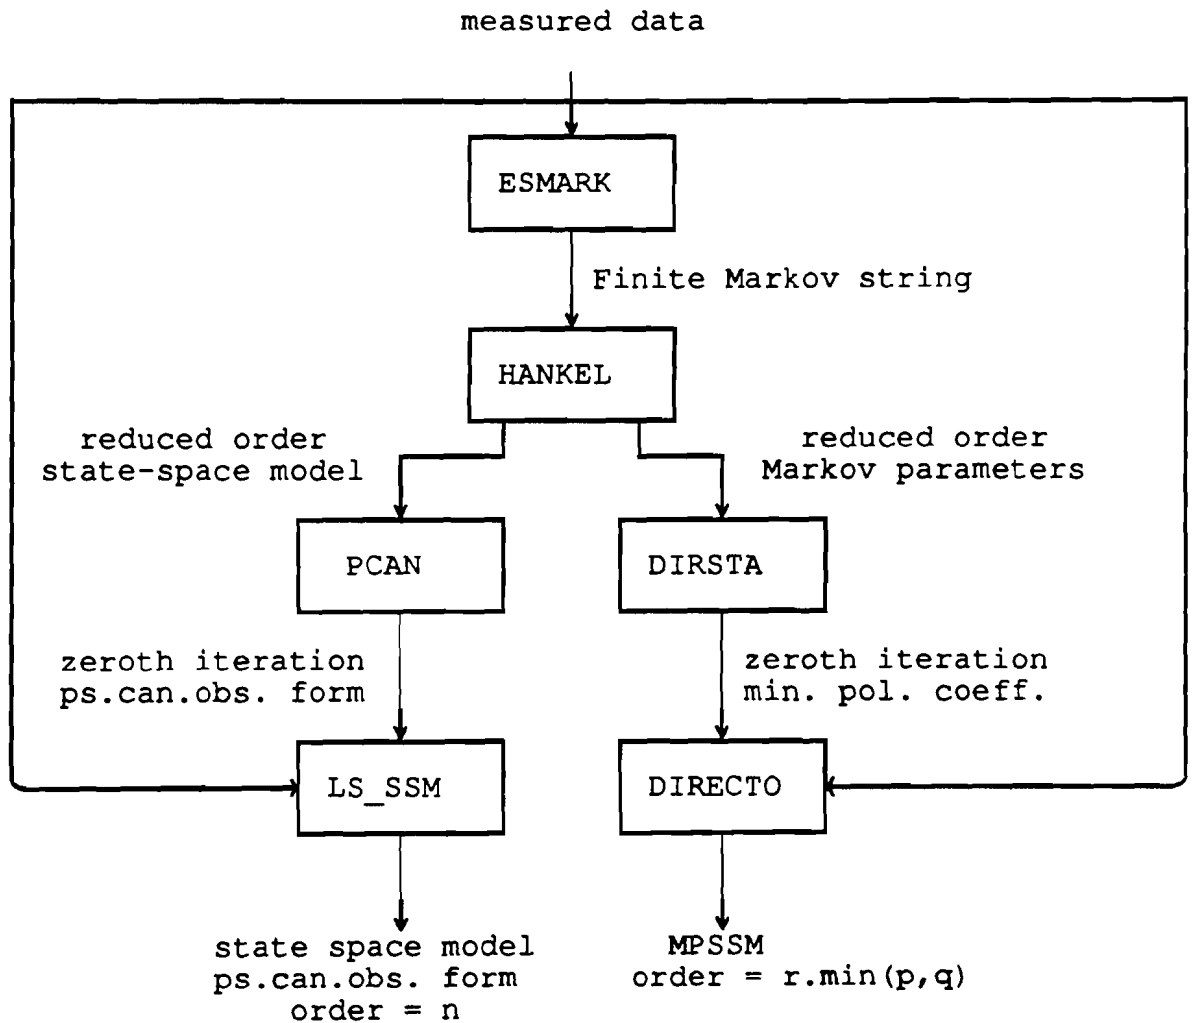 measured data
ESMARK
Finite Markov string
HANKEL
reduced order
state-space model
reduced order
Markov parameters
PCAN
DIRSTA
zeroth iteration
ps.can.obs. form
zeroth iteration
min. pol. coeff.
LS_SSM
DIRECTO
state space model
ps.can.obs. form
order = n
MPSSM
order = r.min(p,q)